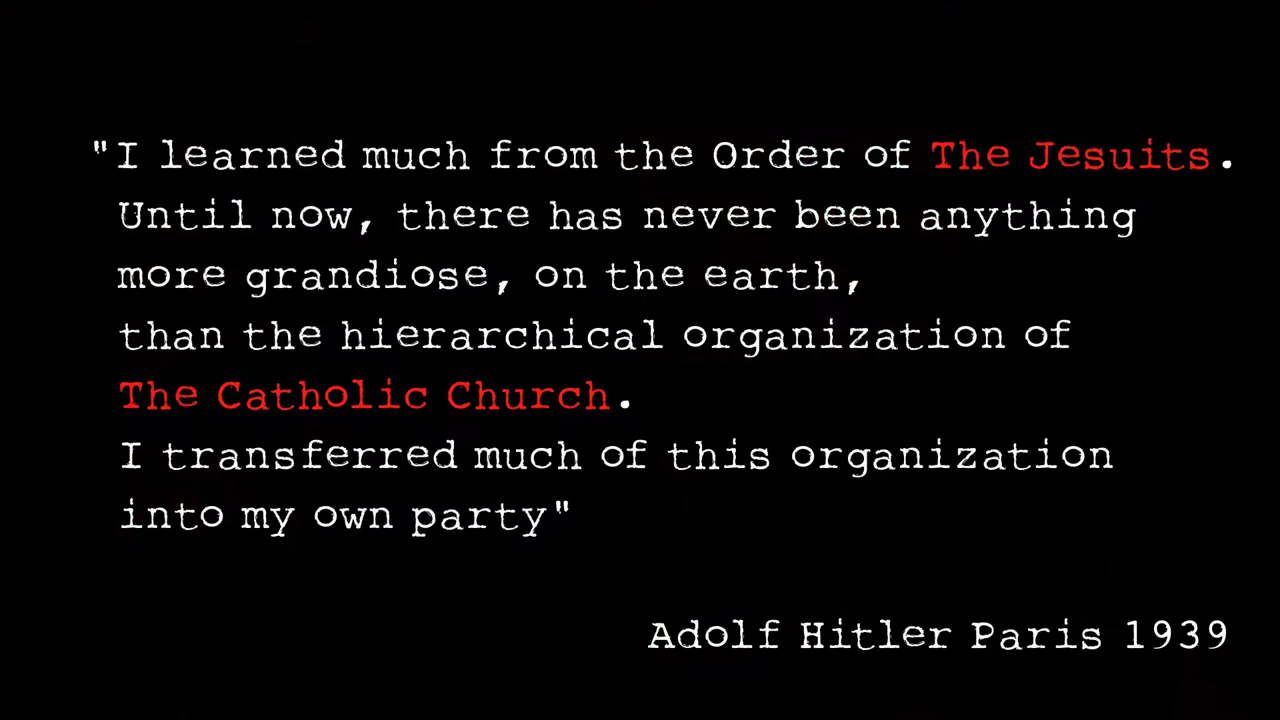 "I learned much from the Order of The Jesuits.
Until now, there has never been anything
more grandiose, on the earth,
than the hierarchical organization of
The Catholic Church.
I transferred much of this organization
into my own party"
Adolf Hitler Paris 1939